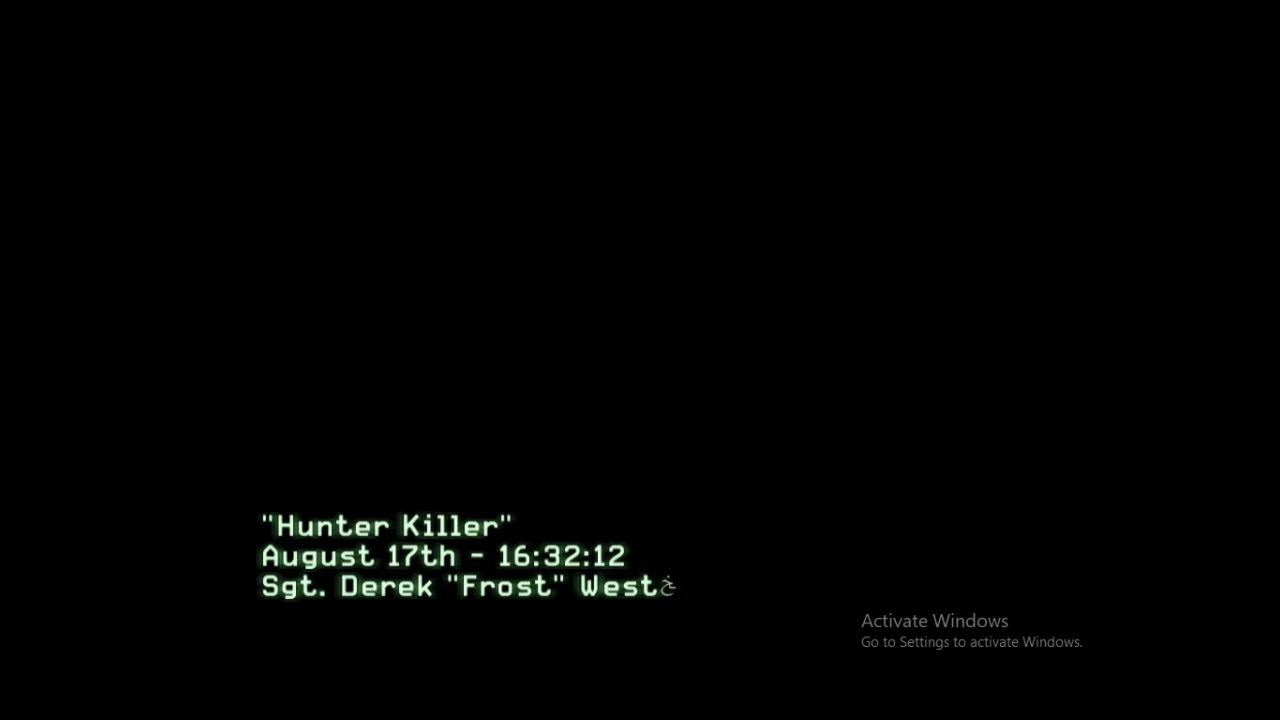 "Hunter Killer"
August 17th - 16:32:12
Sgt. Derek "Frost" West
Activate Windows
Go to Settings to activate Windows.